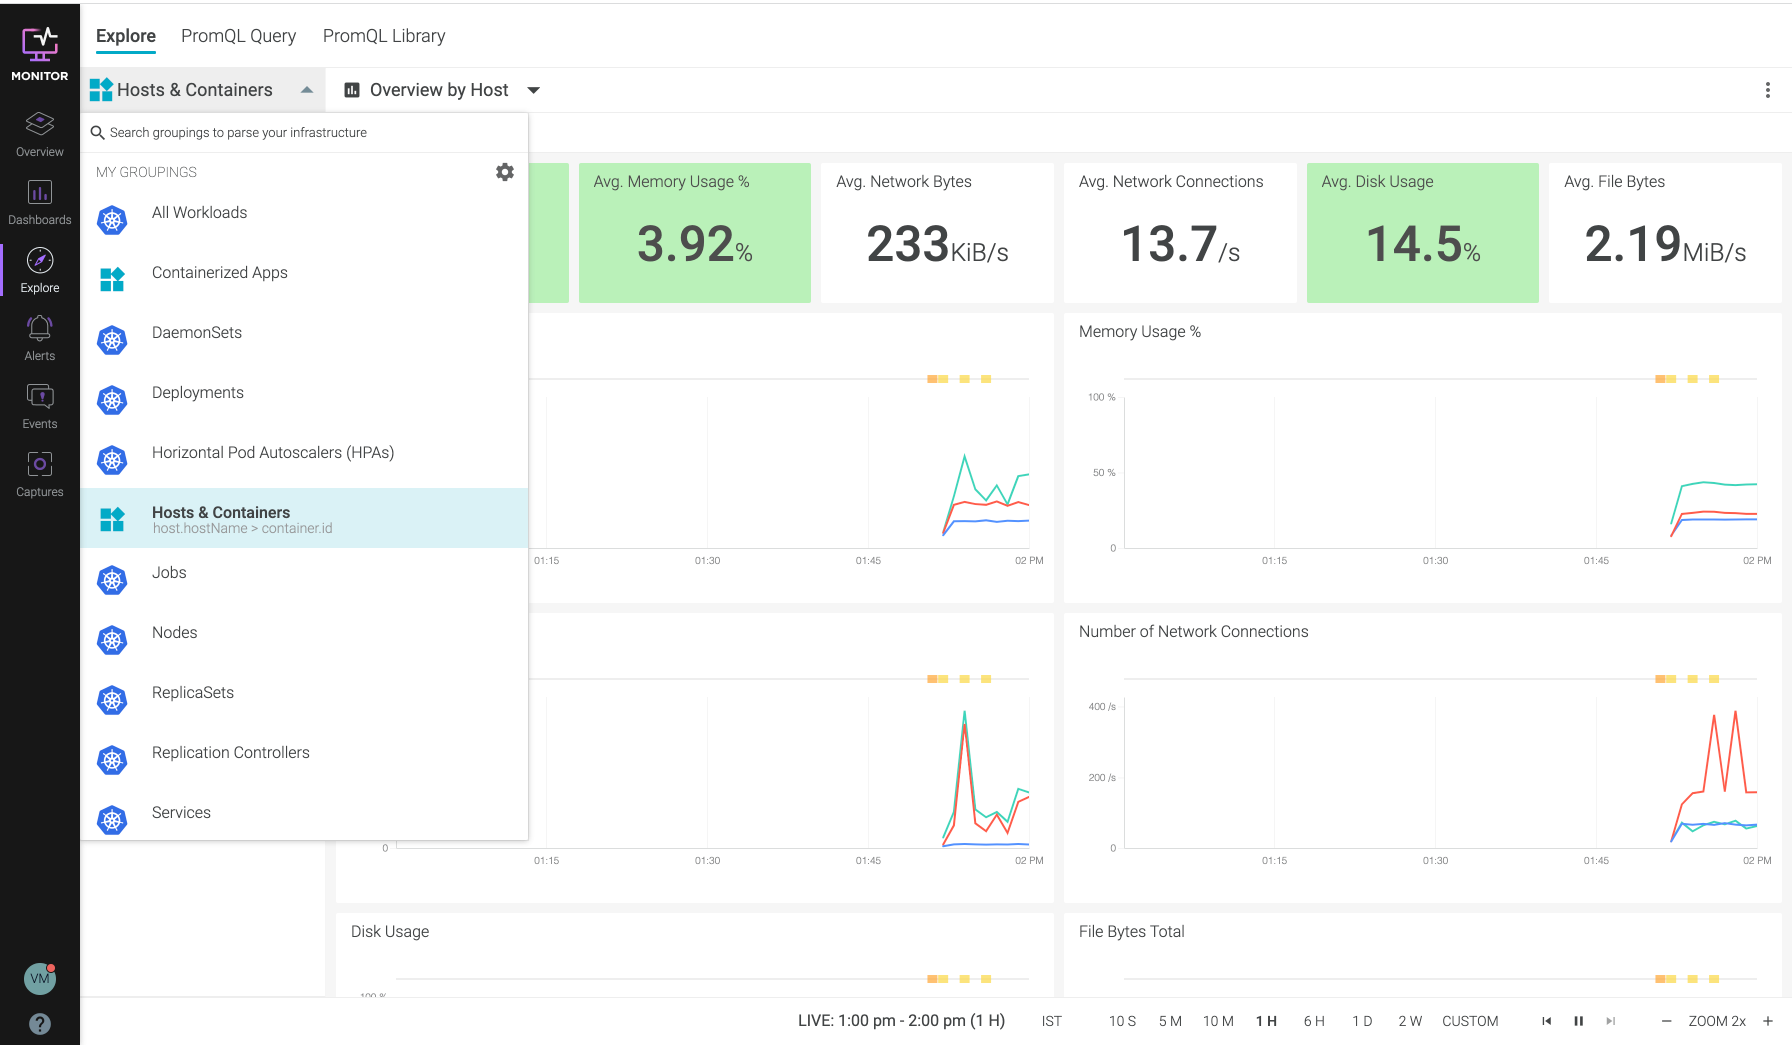 Explore PromQL Query PromQL Library
MONITOR
Overview
Dashboards
Explore
Alerts
Events
Captures
VM
?
Hosts & Containers
Overview by Host
Search groupings to parse your infrastructure
MY GROUPINGS
All Workloads
Containerized Apps
DaemonSets
Deployments
Horizontal Pod Autoscalers (HPAs)
Hosts & Containers
host.hostName > container.id
Jobs
Nodes
ReplicaSets
Replication Controllers
Services
Avg. Memory Usage %
3.92%
Avg. Network Bytes
233KiB/s
Avg. Network Connections
13.7/s
Avg. Disk Usage
14.5%
Avg. File Bytes
2.19MiB/s
01:15 01:30 01:45 02 PM
Memory Usage %
100 %
50 %
0
01:15 01:30 01:45 02 PM
0
01:15 01:30 01:45 02 PM
Number of Network Connections
400 /s
200 /s
0
01:15 01:30 01:45 02 PM
Disk Usage
100 %
File Bytes Total
LIVE: 1:00 pm - 2:00 pm (1 H) IST 10 S 5 M 10 M 1 H 6 H 1 D 2 W CUSTOM ZOOM 2x